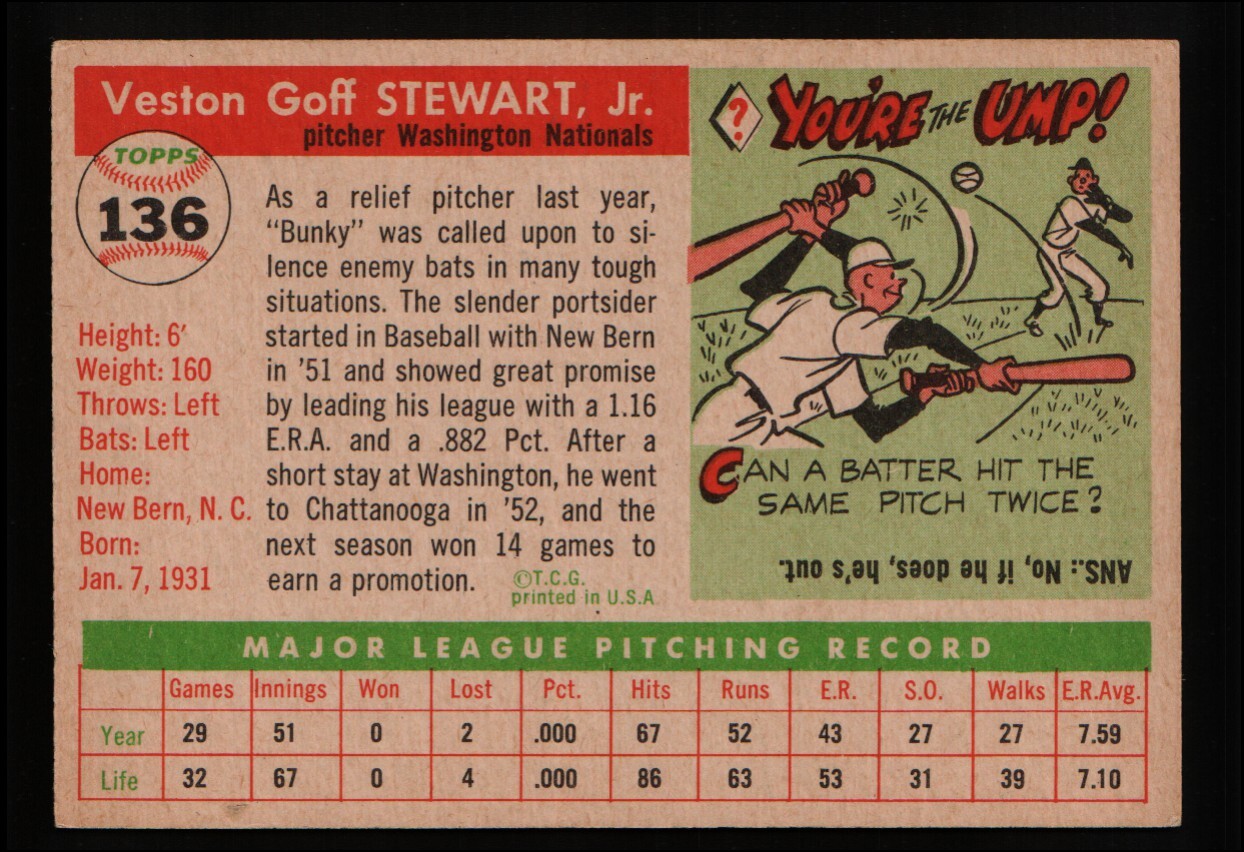 Veston Goff STEWART, Jr.
pitcher Washington Nationals
TOPPS
136
Height: 6'
Weight: 160
Throws: Left
Bats: Left
Home:
New Bern, N. C.
Born:
Jan. 7, 1931
As a relief pitcher last year,
"Bunky" was called upon to si-
lence enemy bats in many tough
situations. The slender portsider
started in Baseball with New Bern
in '51 and showed great promise
by leading his league with a 1.16
E.R.A. and a .882 Pct. After a
short stay at Washington, he went
to Chattanooga in '52, and the
next season won 14 games to
earn a promotion.
©T.C.G.
printed in U.S.A.
? YOU'RE THE UMP!
CAN A BATTER HIT THE
SAME PITCH TWICE?
ANS.: No, if he does, he's out.
MAJOR LEAGUE PITCHING RECORD
Games Innings Won Lost Pct. Hits Runs E.R. S.O. Walks E.R.Avg.
Year 29 51 0 2 .000 67 52 43 27 27 7.59
Life 32 67 0 4 .000 86 63 53 31 39 7.10